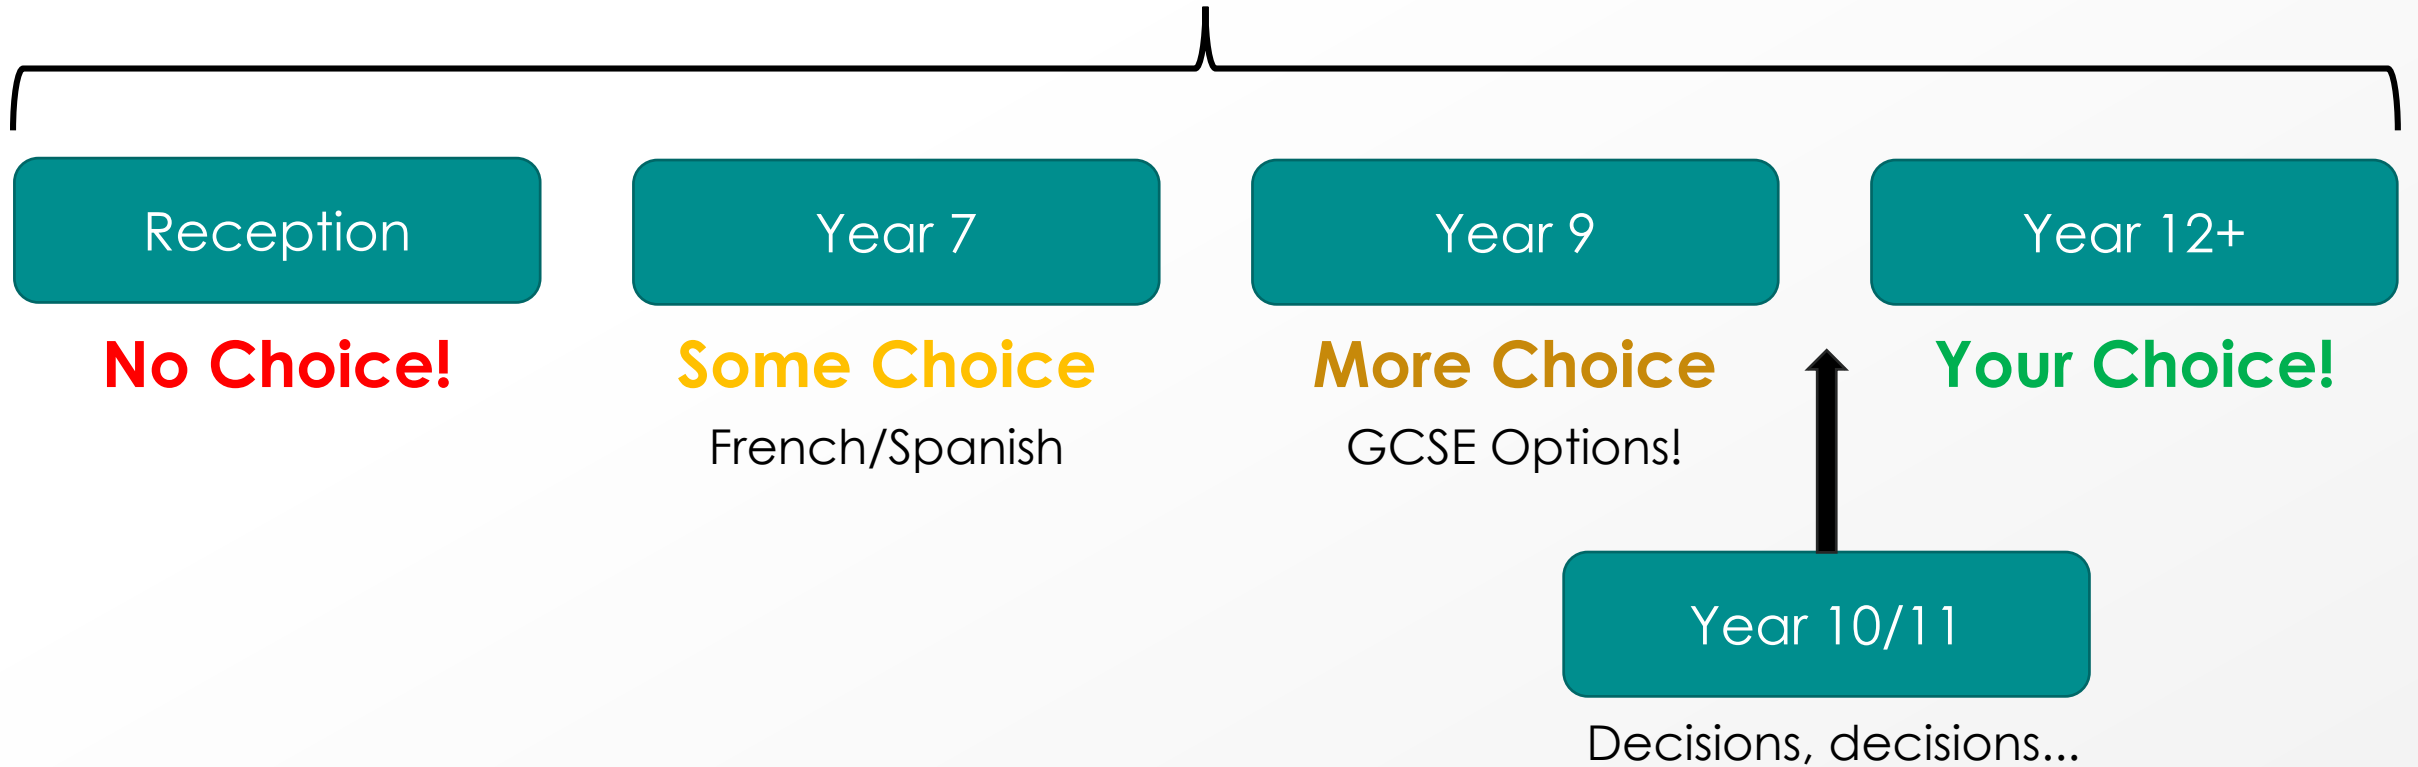 Reception
Year 7
Year 9
Year 12+
No Choice!
Some Choice
More Choice
Your Choice!
French/Spanish
GCSE Options!
Year 10/11
Decisions, decisions...